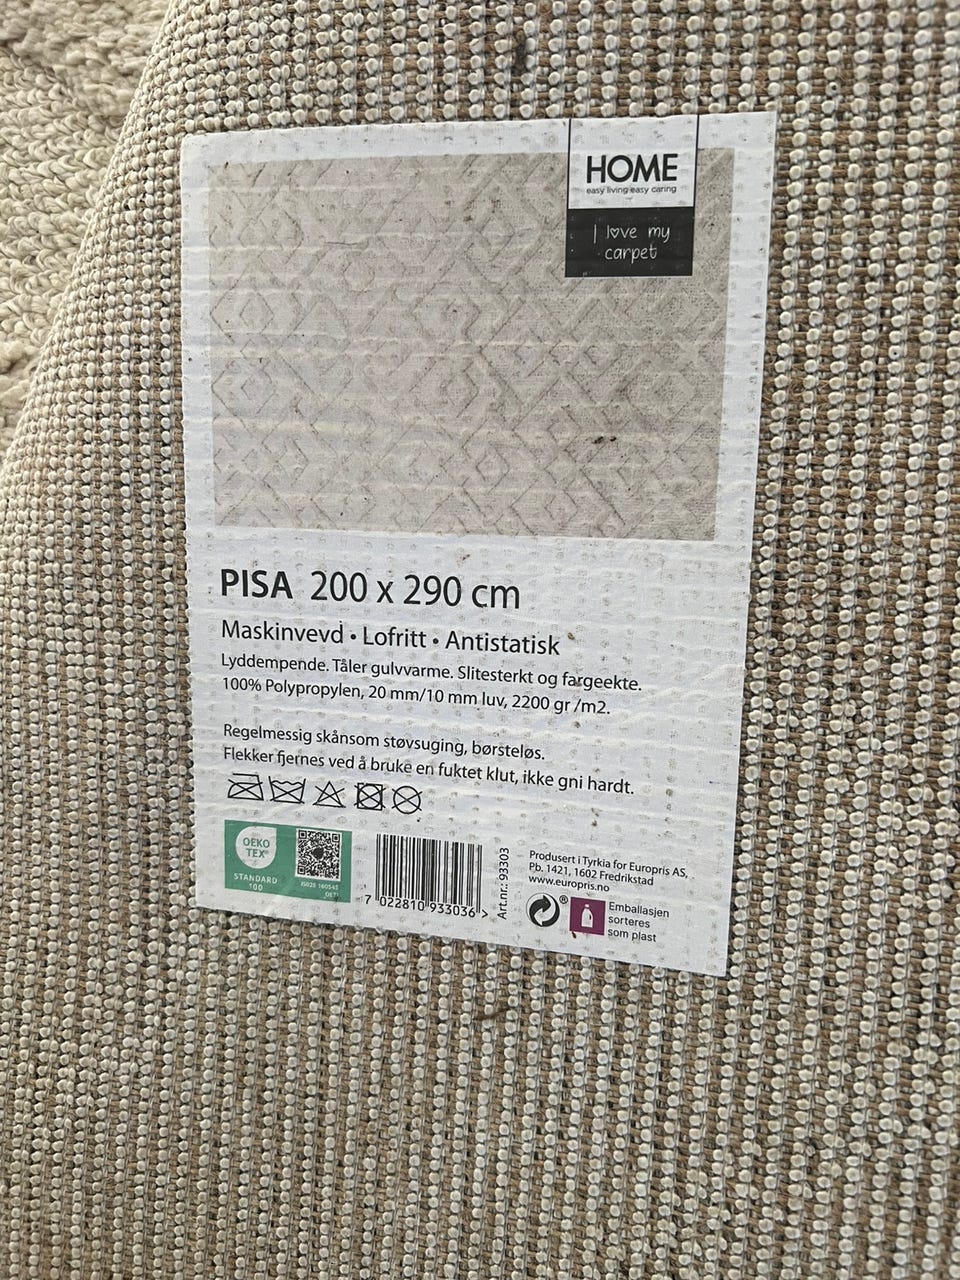 HOME
easy living easy caring
I love my
carpet
PISA 200 x 290 cm
Maskinvevd • Lofritt • Antistatisk
Lyddempende. Tåler gulvvarme. Slitesterkt og fargeekte.
100% Polypropylen, 20 mm/10 mm luv, 2200 gr /m2.
Regelmessig skånsom støvsuging, børsteløs.
Flekker fjernes ved å bruke en fuktet klut, ikke gni hardt.
OEKO
TEX®
STANDARD
100
7 022810 933036 >
Art.nr.: 93303
Produsert i Tyrkia for Europris AS,
Pb. 1421, 1602 Fredrikstad
www.europris.no
®
Emballasjen
sorteres
som plast